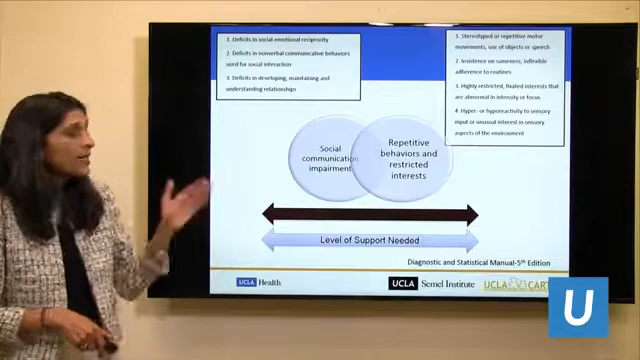 1. Deficits in social-emotional reciprocity
2. Deficits in nonverbal communicative behaviors
used for social interaction
3. Deficits in developing, maintaining and
understanding relationships
1. Stereotyped or repetitive motor
movements, use of objects or speech
2. Insistence on sameness, inflexible
adherence to routines
3. Highly restricted, fixated interests that
are abnormal in intensity or focus
4. Hyper- or hyporeactivity to sensory
input or unusual interest in sensory
aspects of the environment
Social
communication
impairment
Repetitive
behaviors and
restricted
interests
Level of Support Needed
Diagnostic and Statistical Manual-5th Edition
UCLA Health
UCLA Semel Institute
UCLA CART
U